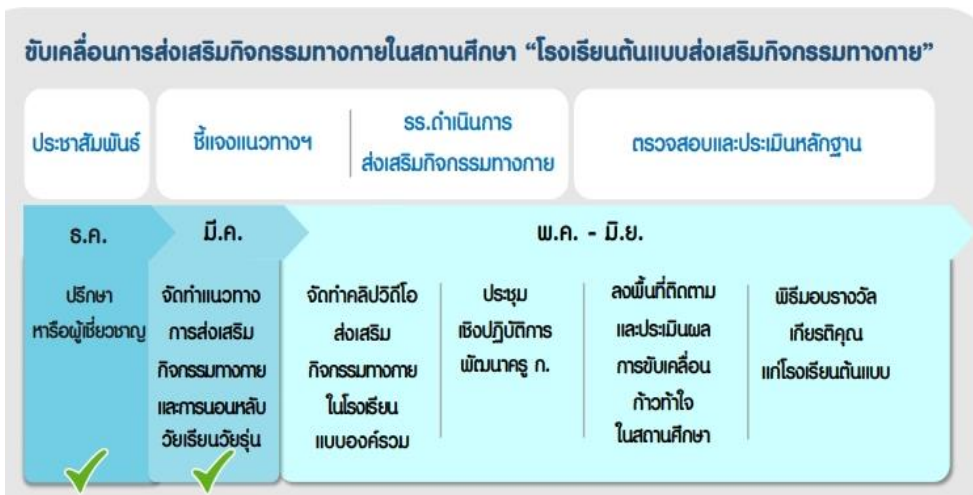 ขับเคลื่อนการส่งเสริมกิจกรรมทางกายในสถานศึกษา “โรงเรียนต้นแบบส่งเสริมกิจกรรมทางกาย”
ประชาสัมพันธ์
ชี้แจงแนวทางฯ
รร.ดำเนินการ
ส่งเสริมกิจกรรมทางกาย
ตรวจสอบและประเมินหลักฐาน
ธ.ค.
มี.ค.
พ.ค. - มิ.ย.
ปรึกษา
หารือผู้เชี่ยวชาญ
จัดทำแนวทาง
การส่งเสริม
กิจกรรมทางกาย
และการนอนหลับ
วัยเรียนวัยรุ่น
จัดทำคลิปวิดีโอ
ส่งเสริม
กิจกรรมทางกาย
ในโรงเรียน
แบบองค์รวม
ประชุม
เชิงปฏิบัติการ
พัฒนาครู ก.
ลงพื้นที่ติดตาม
และประเมินผล
การขับเคลื่อน
ก้าวท้าใจ
ในสถานศึกษา
พิธีมอบรางวัล
เกียรติคุณ
แก่โรงเรียนต้นแบบ